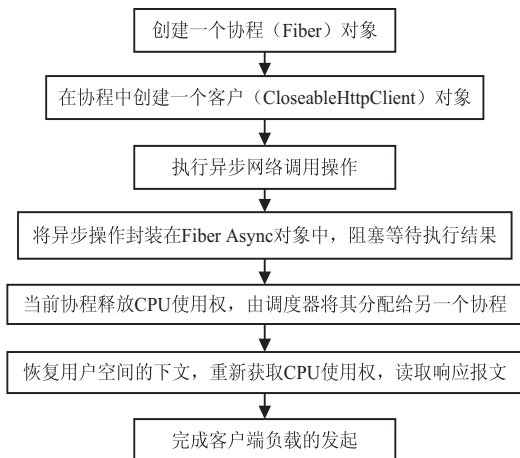 创建一个协程（Fiber）对象
在协程中创建一个客户（CloseableHttpClient）对象
执行异步网络调用操作
将异步操作封装在Fiber Async对象中，阻塞等待执行结果
当前协程释放CPU使用权，由调度器将其分配给另一个协程
恢复用户空间的下文，重新获取CPU使用权，读取响应报文
完成客户端负载的发起